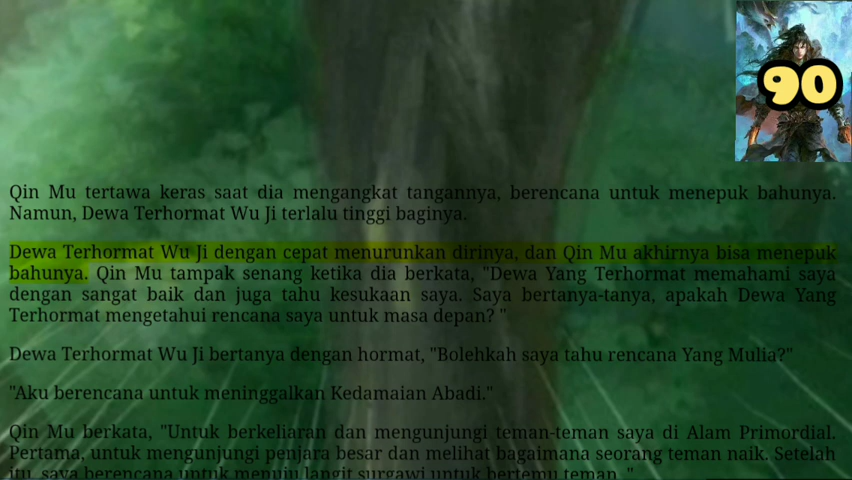 90
Qin Mu tertawa keras saat dia mengangkat tangannya, berencana untuk menepuk bahunya.
Namun, Dewa Terhormat Wu Ji terlalu tinggi baginya.
Dewa Terhormat Wu Ji dengan cepat menurunkan dirinya, dan Qin Mu akhirnya bisa menepuk
bahunya. Qin Mu tampak senang ketika dia berkata, "Dewa Yang Terhormat memahami saya
dengan sangat baik dan juga tahu kesukaan saya. Saya bertanya-tanya, apakah Dewa Yang
Terhormat mengetahui rencana saya untuk masa depan? "
Dewa Terhormat Wu Ji bertanya dengan hormat, "Bolehkah saya tahu rencana Yang Mulia?"
"Aku berencana untuk meninggalkan Kedamaian Abadi."
Qin Mu berkata, "Untuk berkeliaran dan mengunjungi teman-teman saya di Alam Primordial.
Pertama, untuk mengunjungi penjara besar dan melihat bagaimana seorang teman naik. Setelah
itu, saya berencana untuk menuju langit surgawi untuk bertemu teman. "